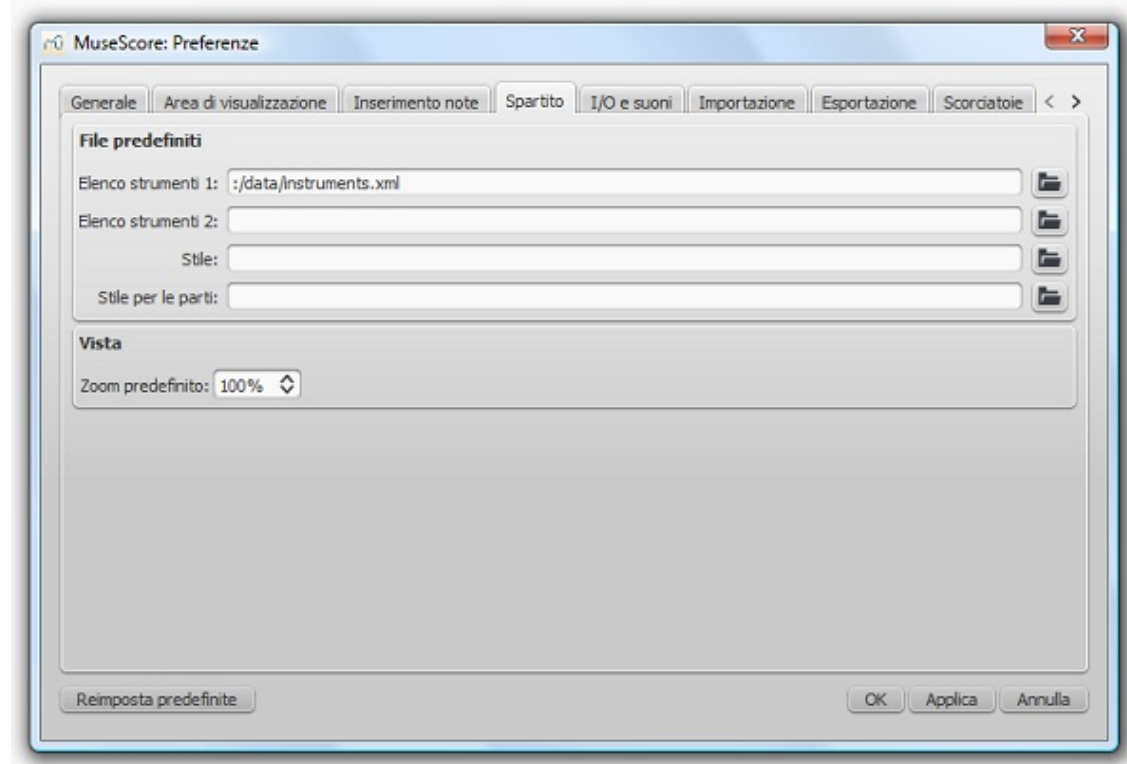 MuseScore: Preferenze
Generale Area di visualizzazione Inserimento note Spartito I/O e suoni Importazione Esportazione Scorciatoie < >
File predefiniti
Elenco strumenti 1: :/data/instruments.xml
Elenco strumenti 2:
Stile:
Stile per le parti:
Vista
Zoom predefinito: 100%
Reimposta predefinite OK Applica Annulla